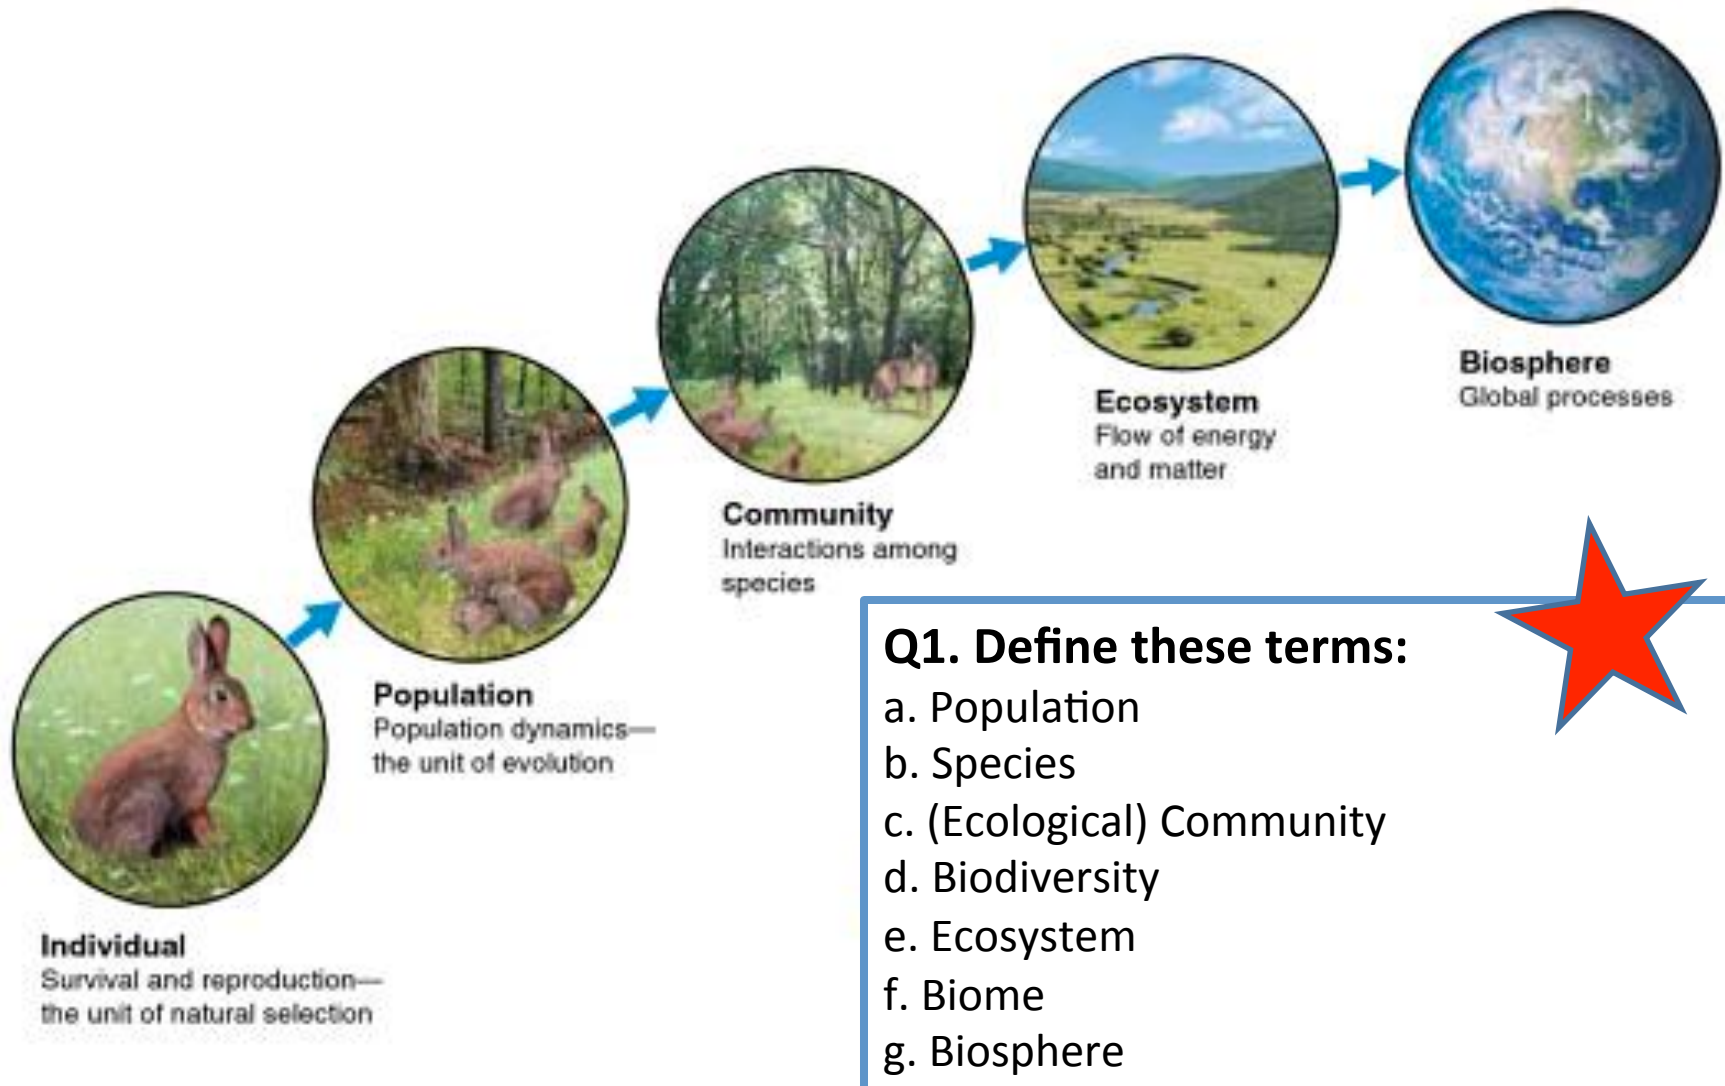 Individual
Survival and reproduction—
the unit of natural selection
Population
Population dynamics—
the unit of evolution
Community
Interactions among
species
Ecosystem
Flow of energy
and matter
Biosphere
Global processes
Q1. Define these terms:
a. Population
b. Species
c. (Ecological) Community
d. Biodiversity
e. Ecosystem
f. Biome
g. Biosphere